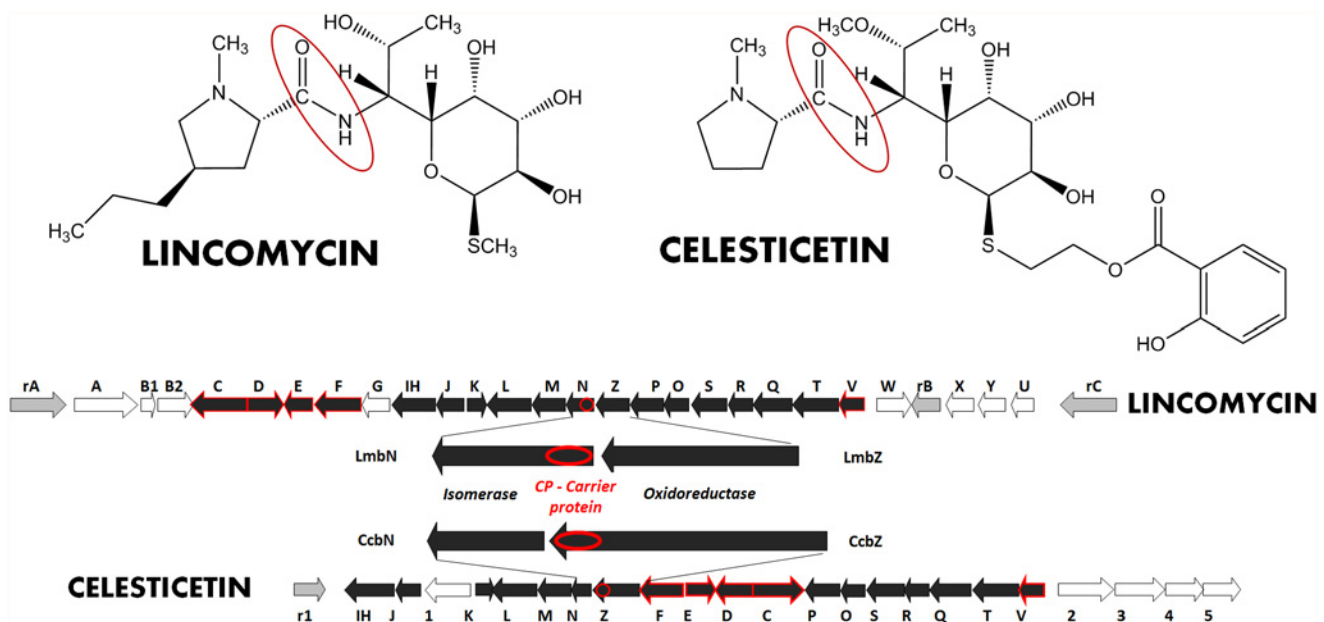 HO CH₃
CH₃ O OH
H H
N C OH
N
H
O OH
H₃C
SCH₃
LINCOMYCIN
H₃CO CH₃
CH₃ O OH
H H
N C OH
N
H
O OH
S O
O
HO
CELESTICETIN
rA A B1 B2 C D E F G IH J K L M N Z P O S R Q T V W rB X Y U rC
LINCOMYCIN
LmbN LmbZ
Isomerase CP - Carrier Oxidoreductase
protein
CcbN CcbZ
CELESTICETIN
r1 IH J 1 K L M N Z F E D C P O S R Q T V 2 3 4 5